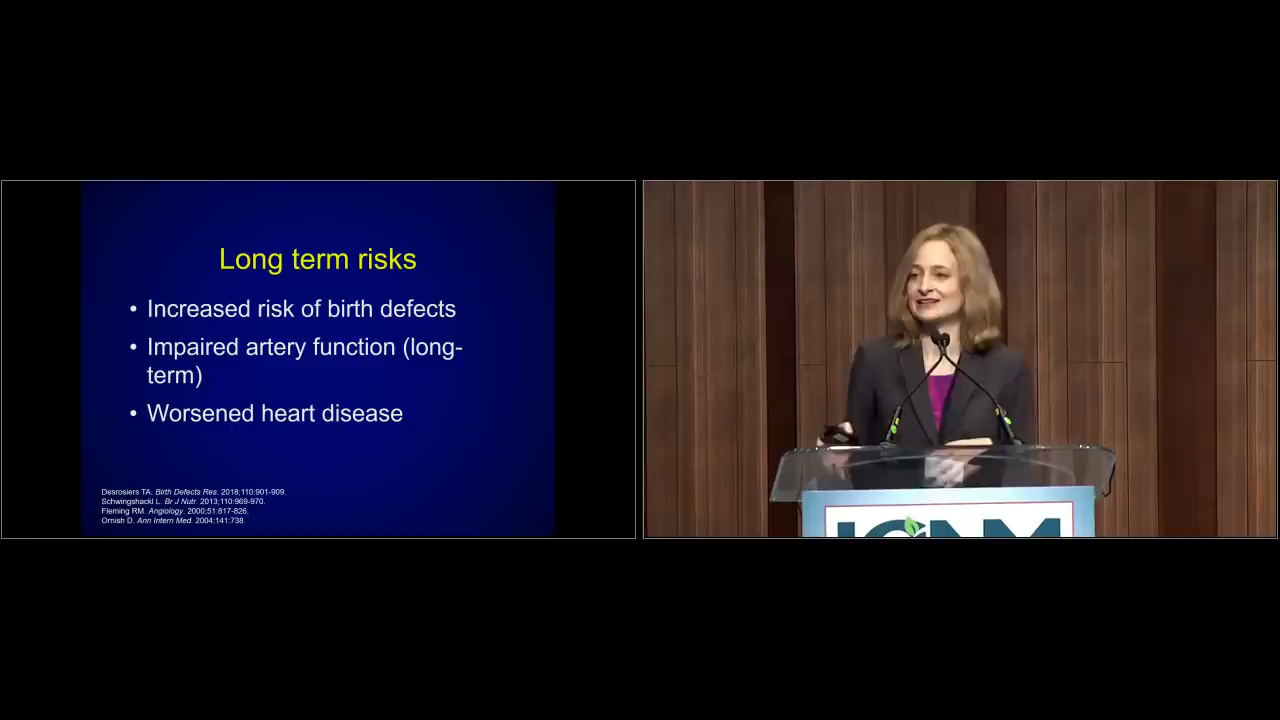 Long term risks
• Increased risk of birth defects
• Impaired artery function (long-
term)
• Worsened heart disease
Desrosiers TA. Birth Defects Res. 2018;110:901-909.
Schwingshackl L. Br J Nutr. 2013;110:969-970.
Fleming RM. Angiology. 2000;51:817-826.
Ornish D. Ann Intern Med. 2004;141:738.
ICNM